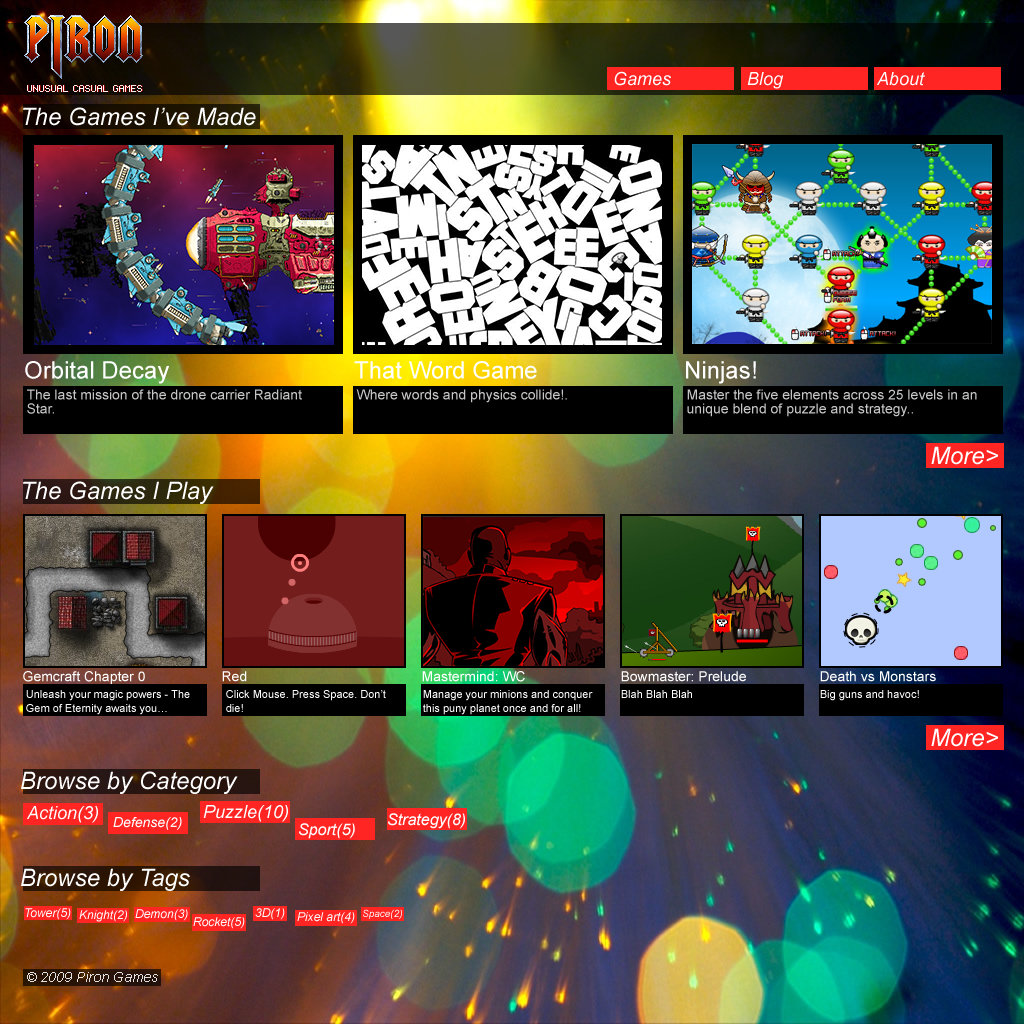 PIRON
UNUSUAL CASUAL GAMES
Games
Blog
About
The Games I've Made
Orbital Decay
The last mission of the drone carrier Radiant
Star.
That Word Game
Where words and physics collide!.
Ninjas!
Master the five elements across 25 levels in an
unique blend of puzzle and strategy..
More>
The Games I Play
Gemcraft Chapter 0
Unleash your magic powers - The
Gem of Eternity awaits you...
Red
Click Mouse. Press Space. Don't
die!
Mastermind: WC
Manage your minions and conquer
this puny planet once and for all!
Bowmaster: Prelude
Blah Blah Blah
Death vs Monstars
Big guns and havoc!
More>
Browse by Category
Action(3)
Defense(2)
Puzzle(10)
Sport(5)
Strategy(8)
Browse by Tags
Tower(5)
Knight(2)
Demon(3)
Rocket(5)
3D(1)
Pixel art(4)
Space(2)
© 2009 Piron Games